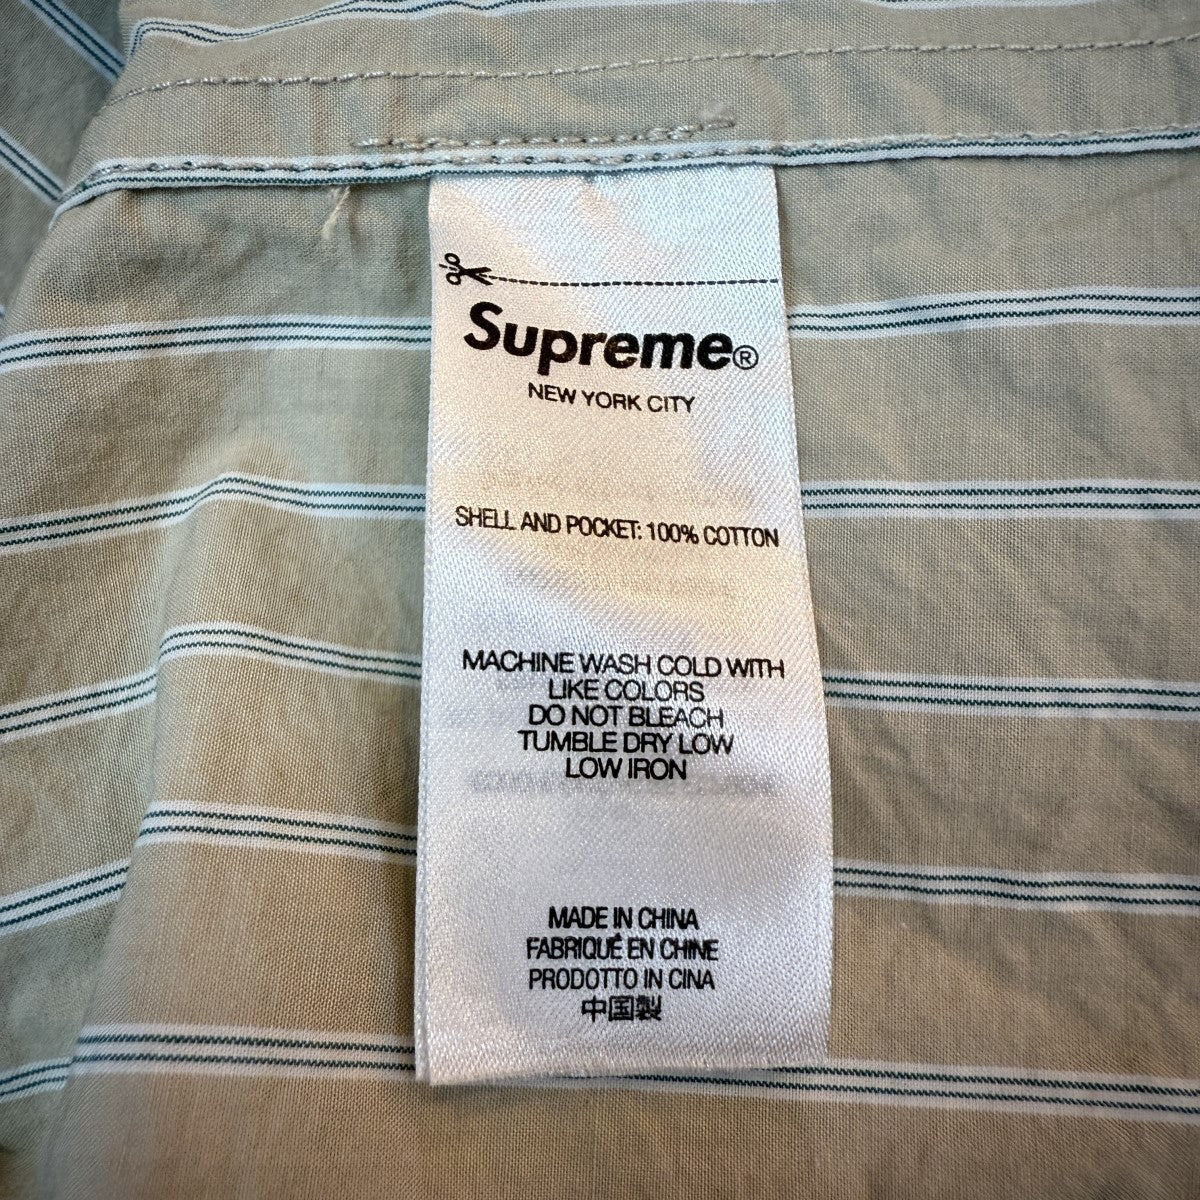 Supreme®
NEW YORK CITY
SHELL AND POCKET: 100% COTTON
MACHINE WASH COLD WITH
LIKE COLORS
DO NOT BLEACH
TUMBLE DRY LOW
LOW IRON
MADE IN CHINA
FABRIQUÉ EN CHINE
PRODOTTO IN CINA
中国製